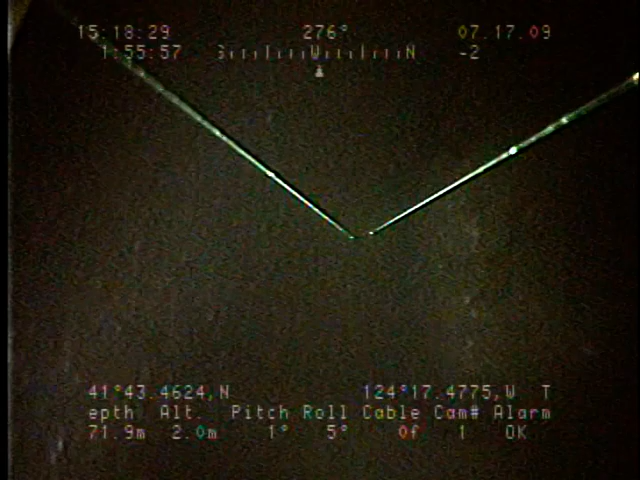 15:18:29 276° 07.17.09
1:55:57 S W N -2
41°43.4624,N 124°17.4775,W T
epth Alt. Pitch Roll Cable Cam# Alarm
71.9m 2.0m 1° 5° 0f 1 OK